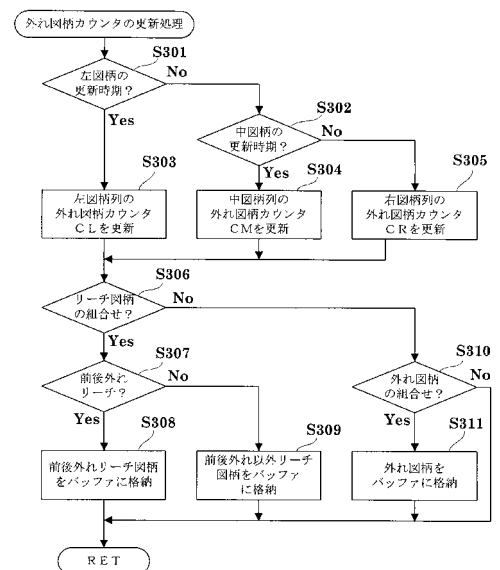 外れ図柄カウンタの更新処理
S301
左図柄の
更新時期？
No
Yes
S302
中図柄の
更新時期？
No
Yes
S303
左図柄列の
外れ図柄カウンタ
ＣＬを更新
S304
中図柄列の
外れ図柄カウンタ
ＣＭを更新
S305
右図柄列の
外れ図柄カウンタ
ＣＲを更新
S306
リーチ図柄
の組合せ？
No
Yes
S307
前後外れ
リーチ？
No
Yes
S310
外れ図柄
の組合せ？
No
Yes
S308
前後外れリーチ図柄
をバッファに格納
S309
前後外れ以外リーチ
図柄をバッファ
に格納
S311
外れ図柄を
バッファに格納
ＲＥＴ